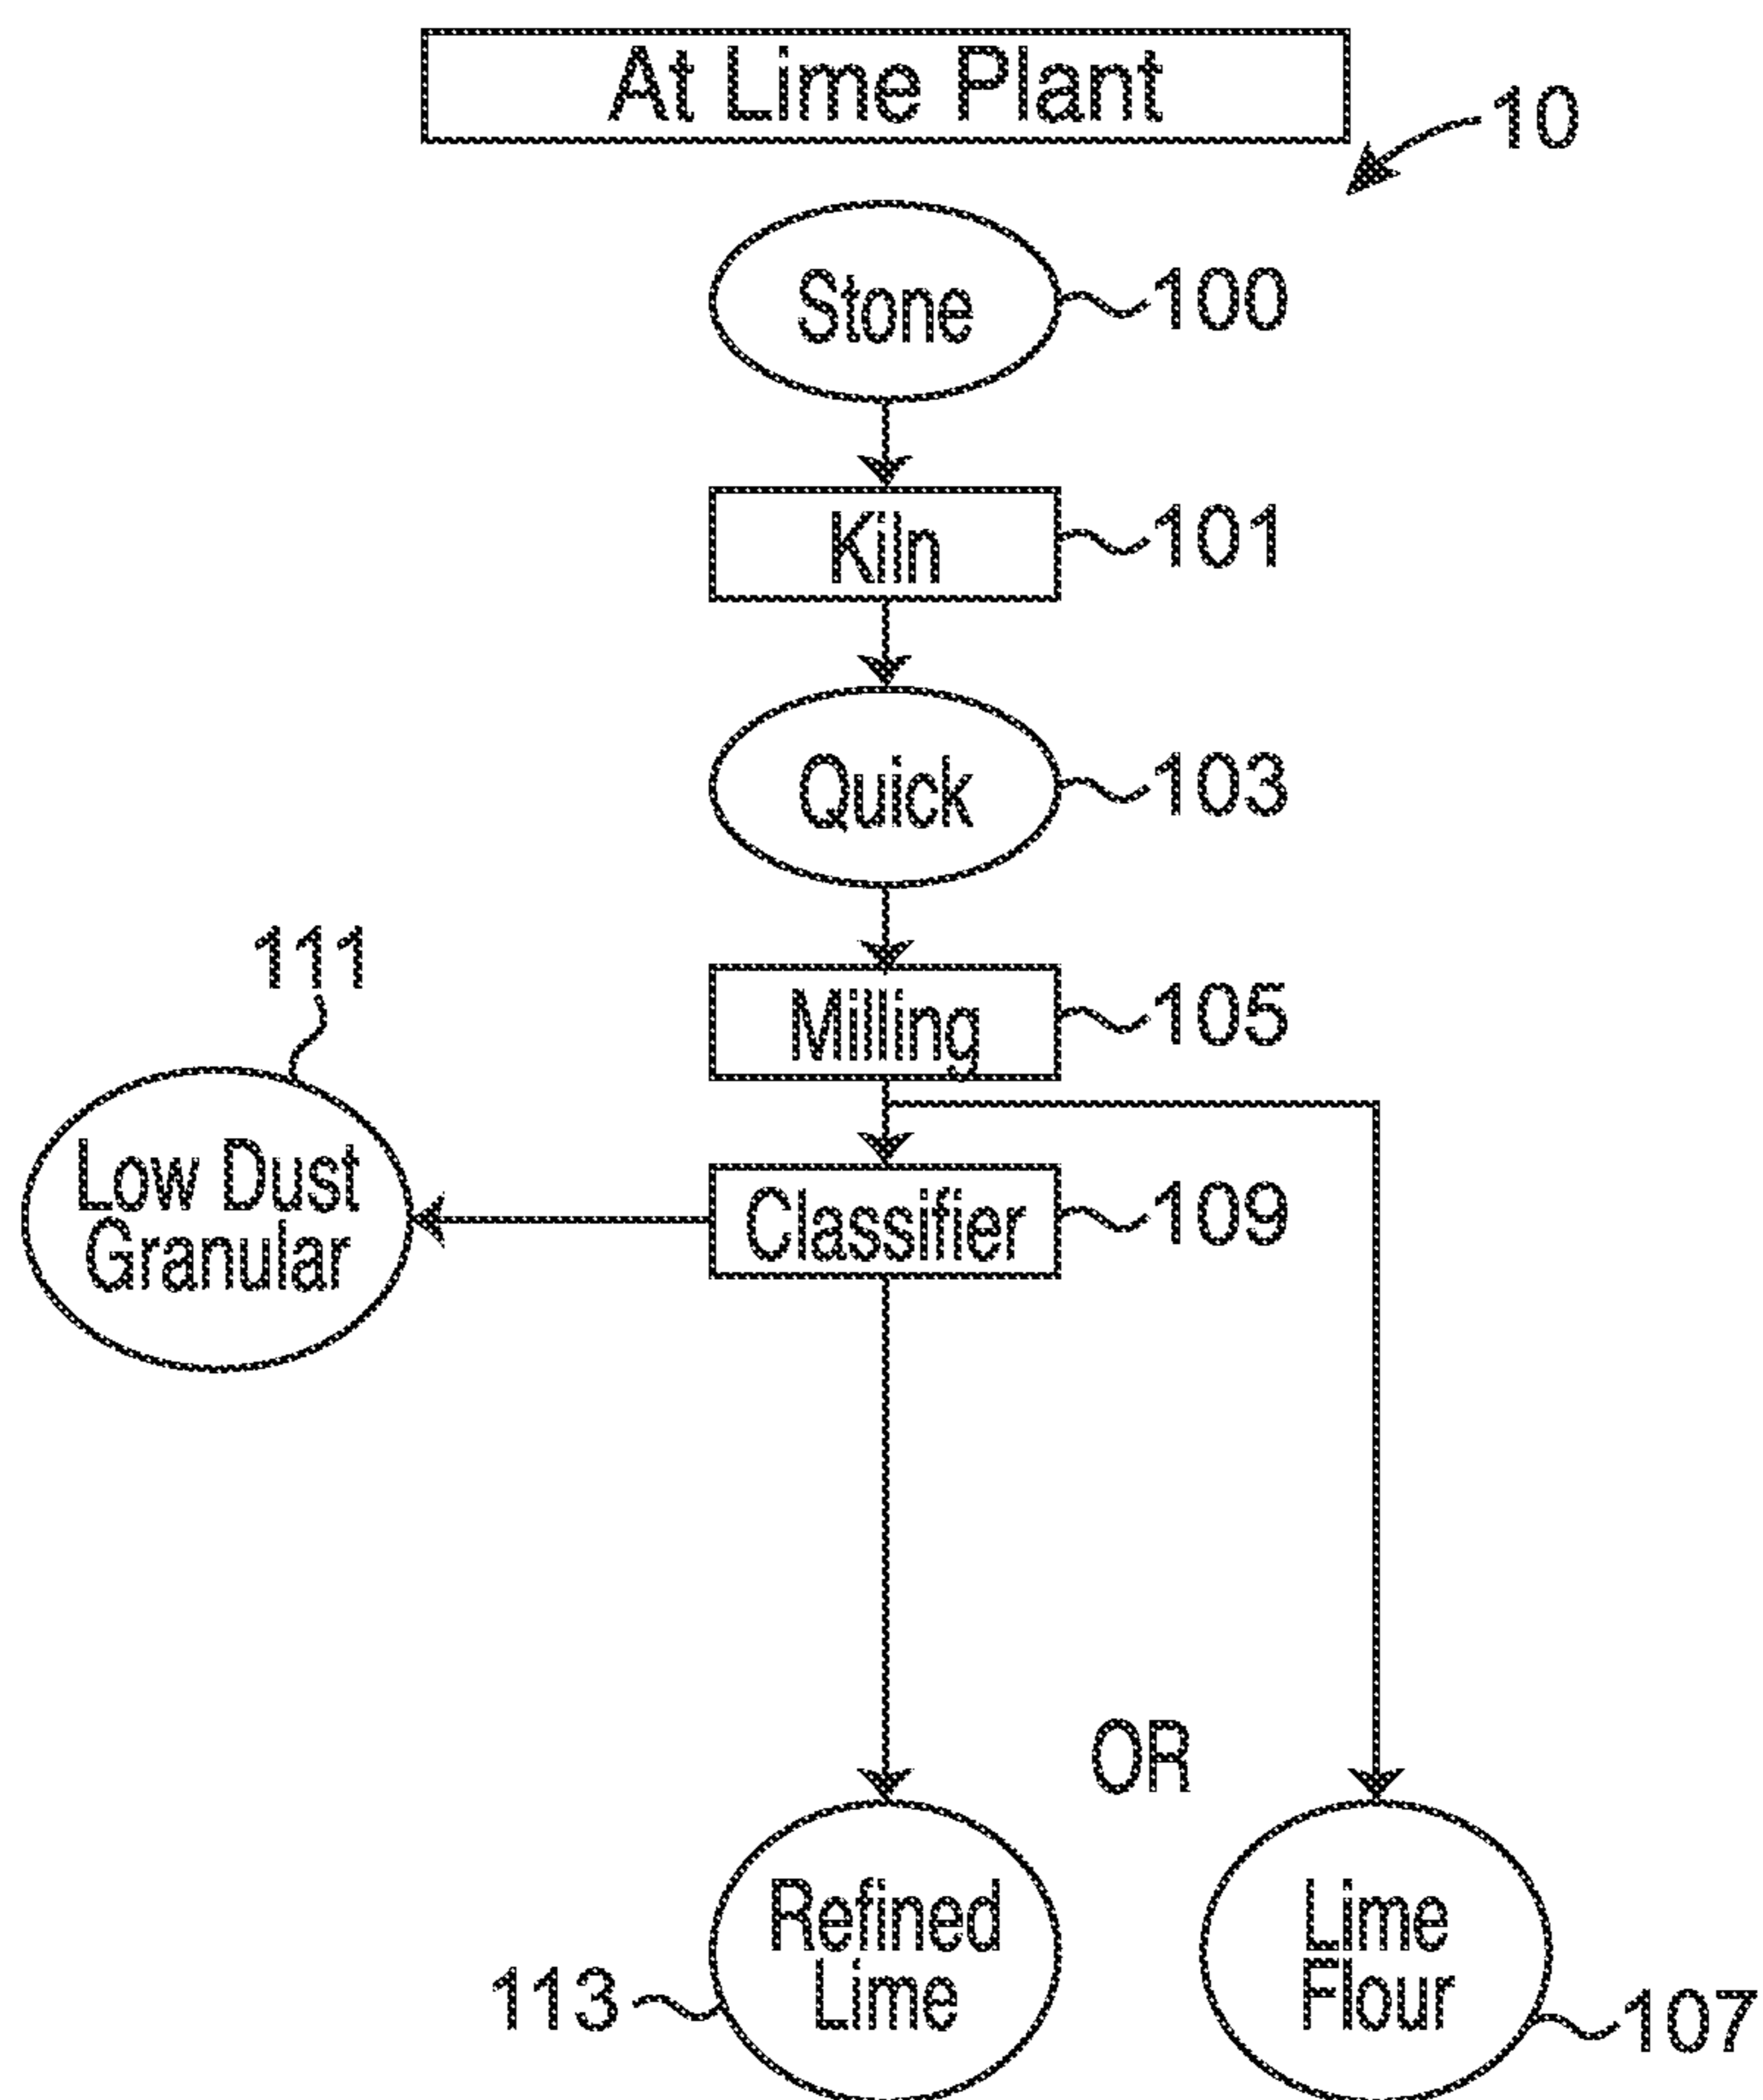 At Lime Plant
10
Stone
100
Kiln
101
Quick
103
111
Milling
105
Low Dust
Granular
Classifier
109
OR
Refined
Lime
113
Lime
Flour
107